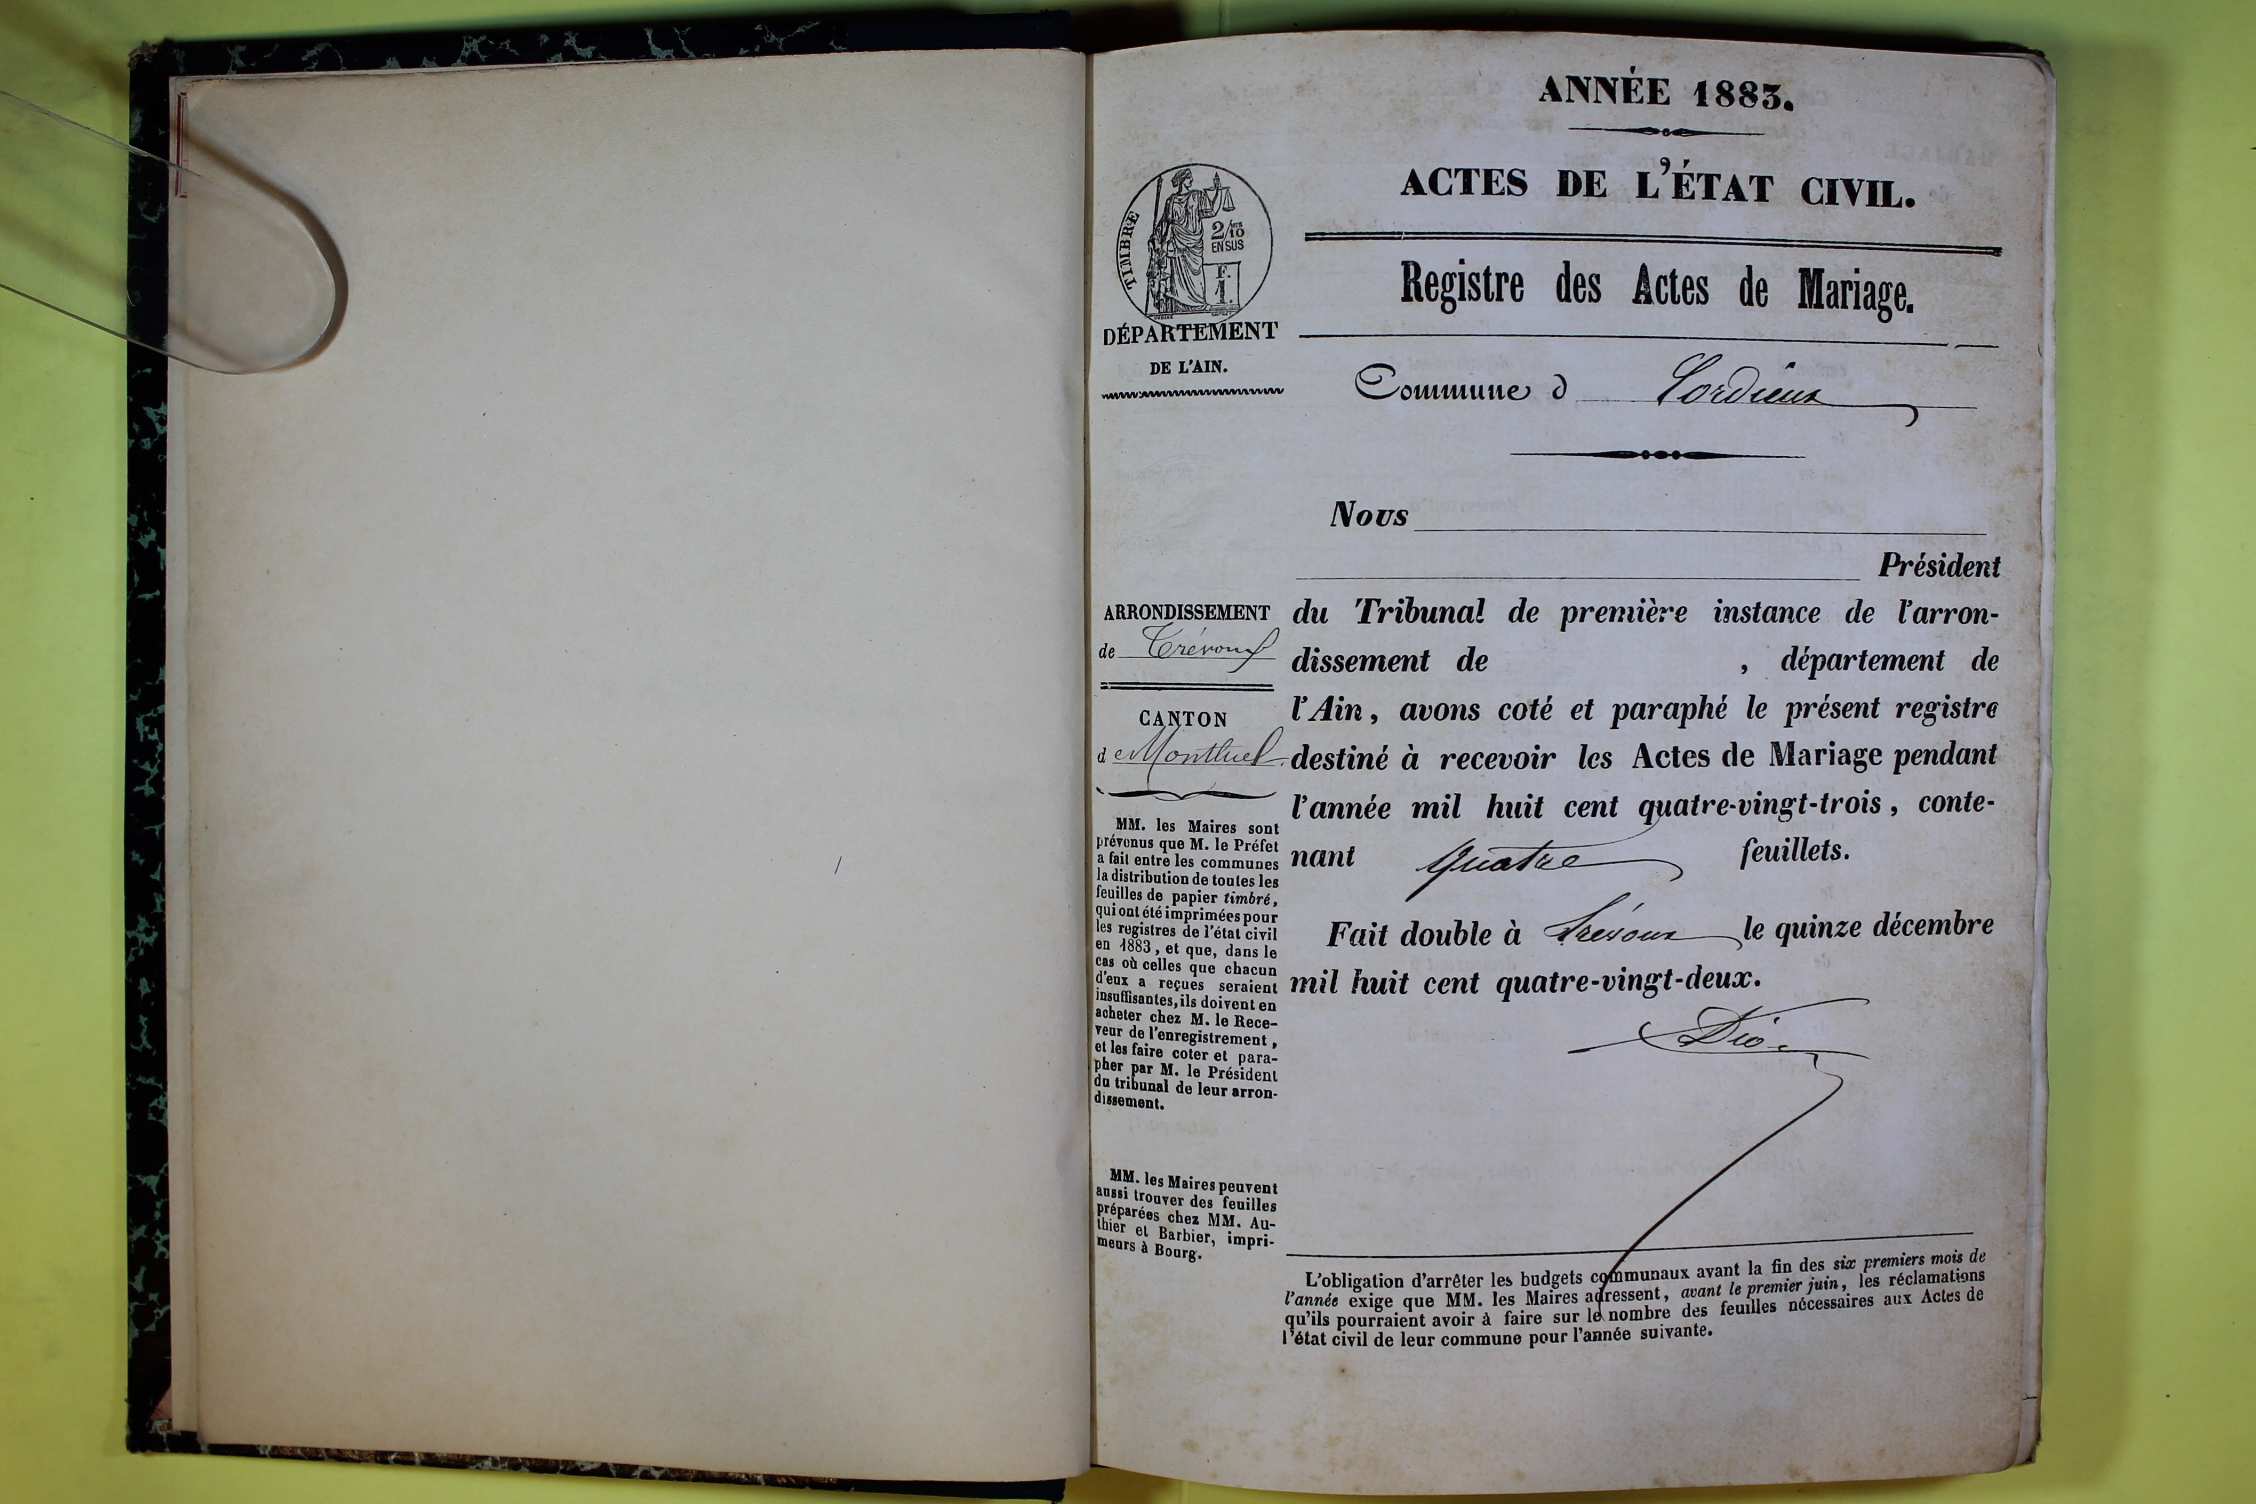 ANNÉE 1883.
ACTES DE L'ÉTAT CIVIL.
Registre des Actes de Mariage.
TIMBRE
2/10
EN SUS
F.
1.
DÉPARTEMENT
DE L'AIN.
Commune d Cordieux
Nous
Président
ARRONDISSEMENT
de Trévoux
CANTON
de Montluel
du Tribunal de première instance de l'arron-
dissement de , département de
l'Ain, avons coté et paraphé le présent registre
destiné à recevoir les Actes de Mariage pendant
l'année mil huit cent quatre-vingt-trois, conte-
nant quatre feuillets.
Fait double à Trévoux le quinze décembre
mil huit cent quatre-vingt-deux.
MM. les Maires sont
prévenus que M. le Préfet
a fait entre les communes
la distribution de toutes les
feuilles de papier timbré,
qui ont été imprimées pour
les registres de l'état civil
en 1883, et que, dans le
cas où celles que chacun
d'eux a reçues seraient
insuffisantes, ils doivent en
acheter chez M. le Rece-
veur de l'enregistrement,
et les faire coter et para-
pher par M. le Président
du tribunal de leur arron-
dissement.
MM. les Maires peuvent
aussi trouver des feuilles
préparées chez MM. Au-
thier et Barbier, impri-
meurs à Bourg.
L'obligation d'arrêter les budgets communaux avant la fin des six premiers mois de
l'année exige que MM. les Maires adressent, avant le premier juin, les réclamations
qu'ils pourraient avoir à faire sur le nombre des feuilles nécessaires aux Actes de
l'état civil de leur commune pour l'année suivante.